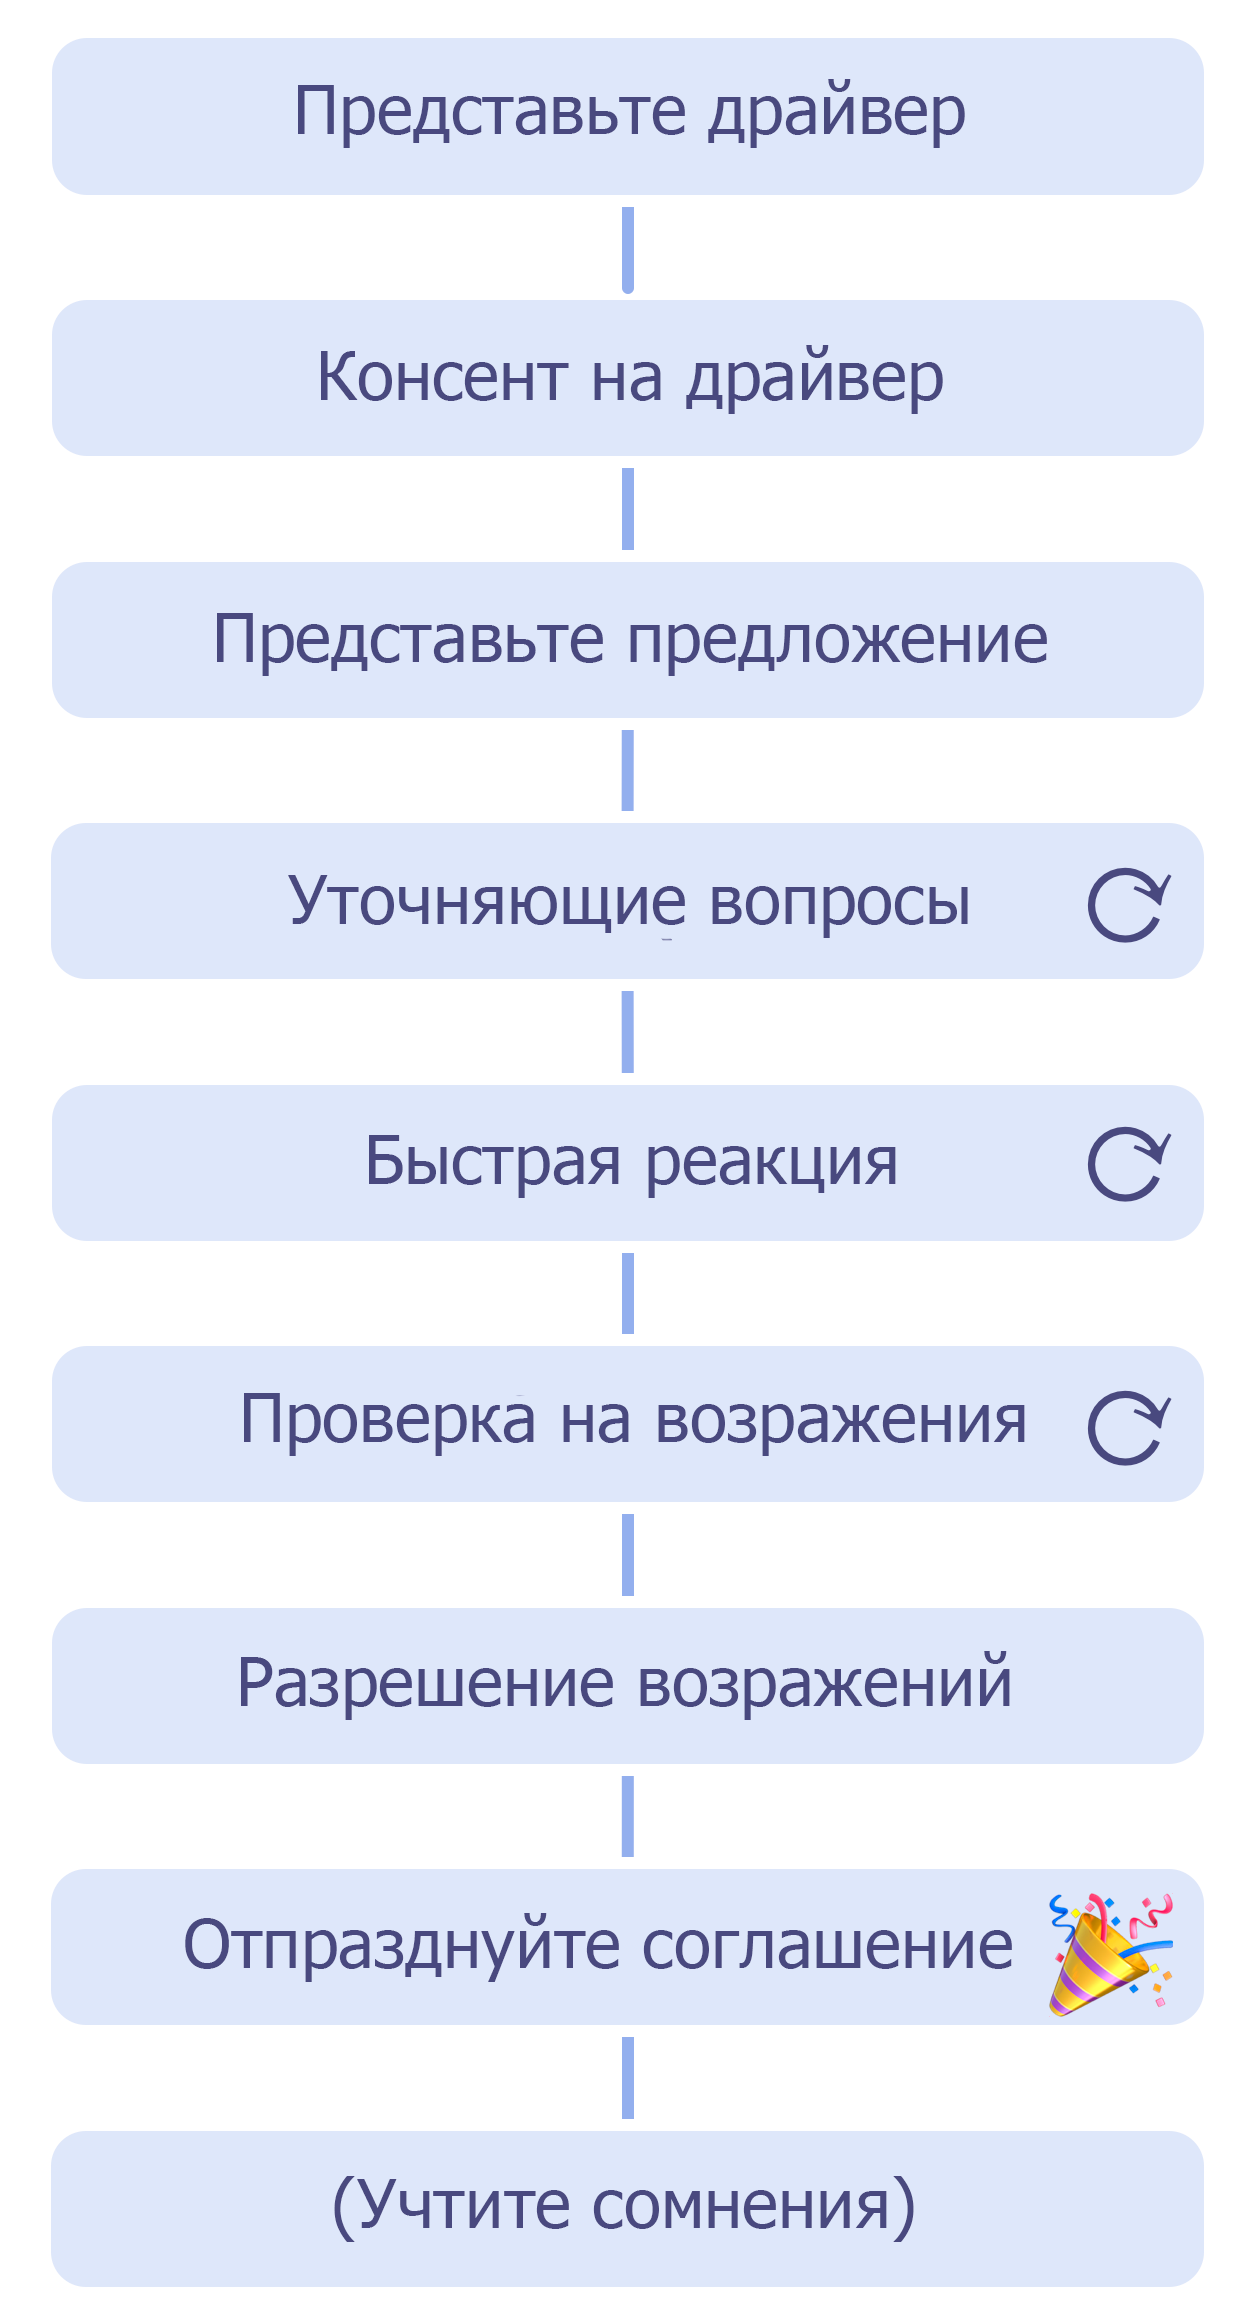 Представьте драйвер
Консент на драйвер
Представьте предложение
Уточняющие вопросы
Быстрая реакция
Проверка на возражения
Разрешение возражений
Отпразднуйте соглашение
(Учтите сомнения)